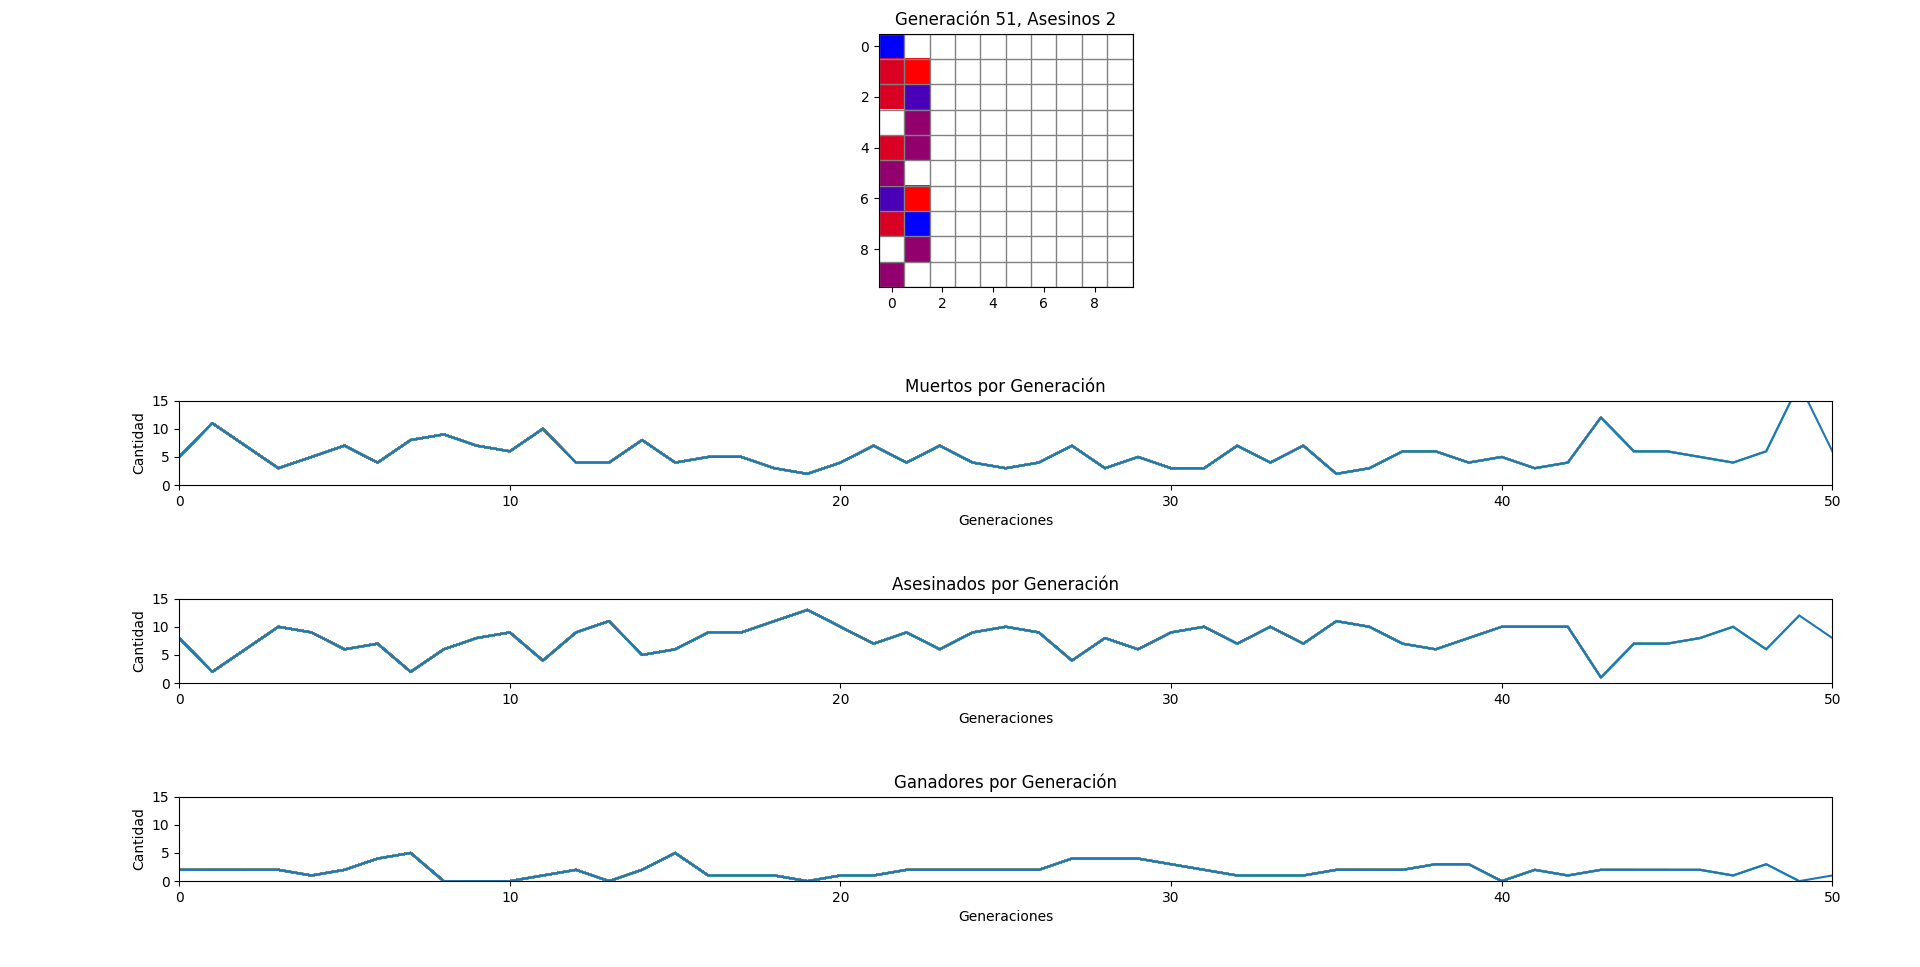 Generación 51, Asesinos 2
0
2
4
6
8
0 2 4 6 8
Muertos por Generación
Cantidad
15
10
5
0
0 10 20 30 40 50
Generaciones
Asesinados por Generación
Cantidad
15
10
5
0
0 10 20 30 40 50
Generaciones
Ganadores por Generación
Cantidad
15
10
5
0
0 10 20 30 40 50
Generaciones